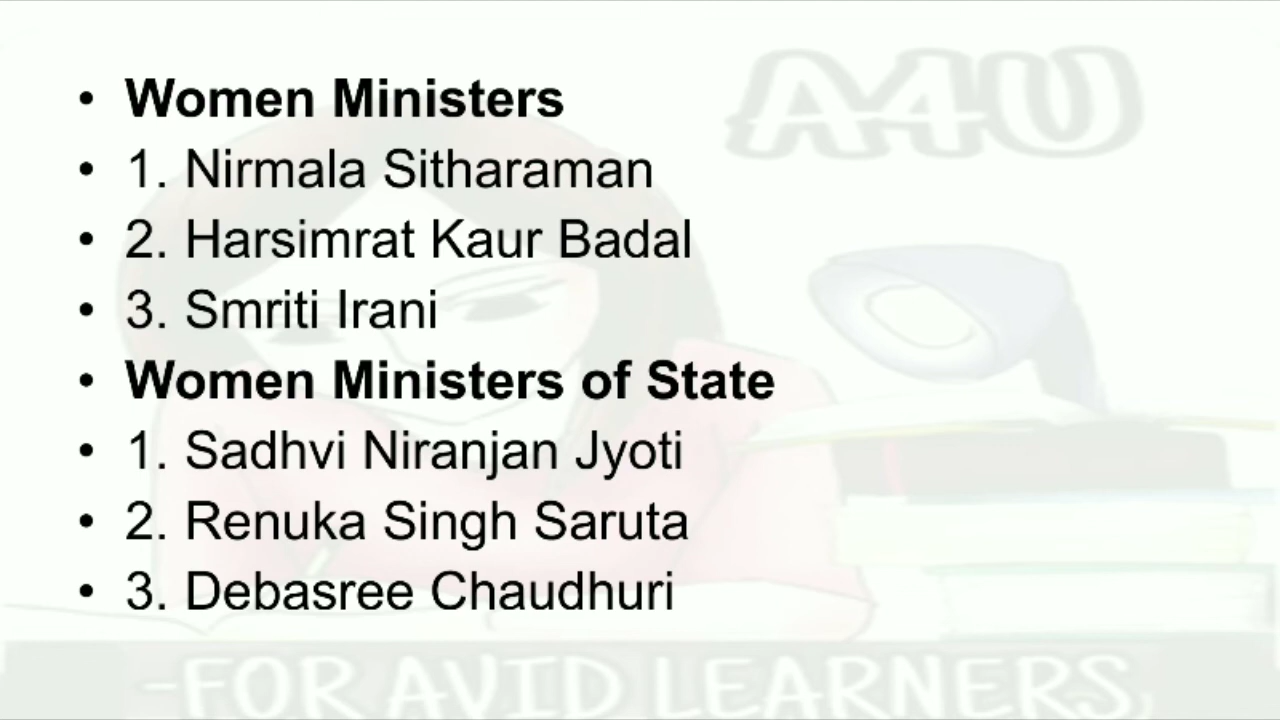 A4U
• Women Ministers
• 1. Nirmala Sitharaman
• 2. Harsimrat Kaur Badal
• 3. Smriti Irani
• Women Ministers of State
• 1. Sadhvi Niranjan Jyoti
• 2. Renuka Singh Saruta
• 3. Debasree Chaudhuri
-FOR AVID LEARNERS